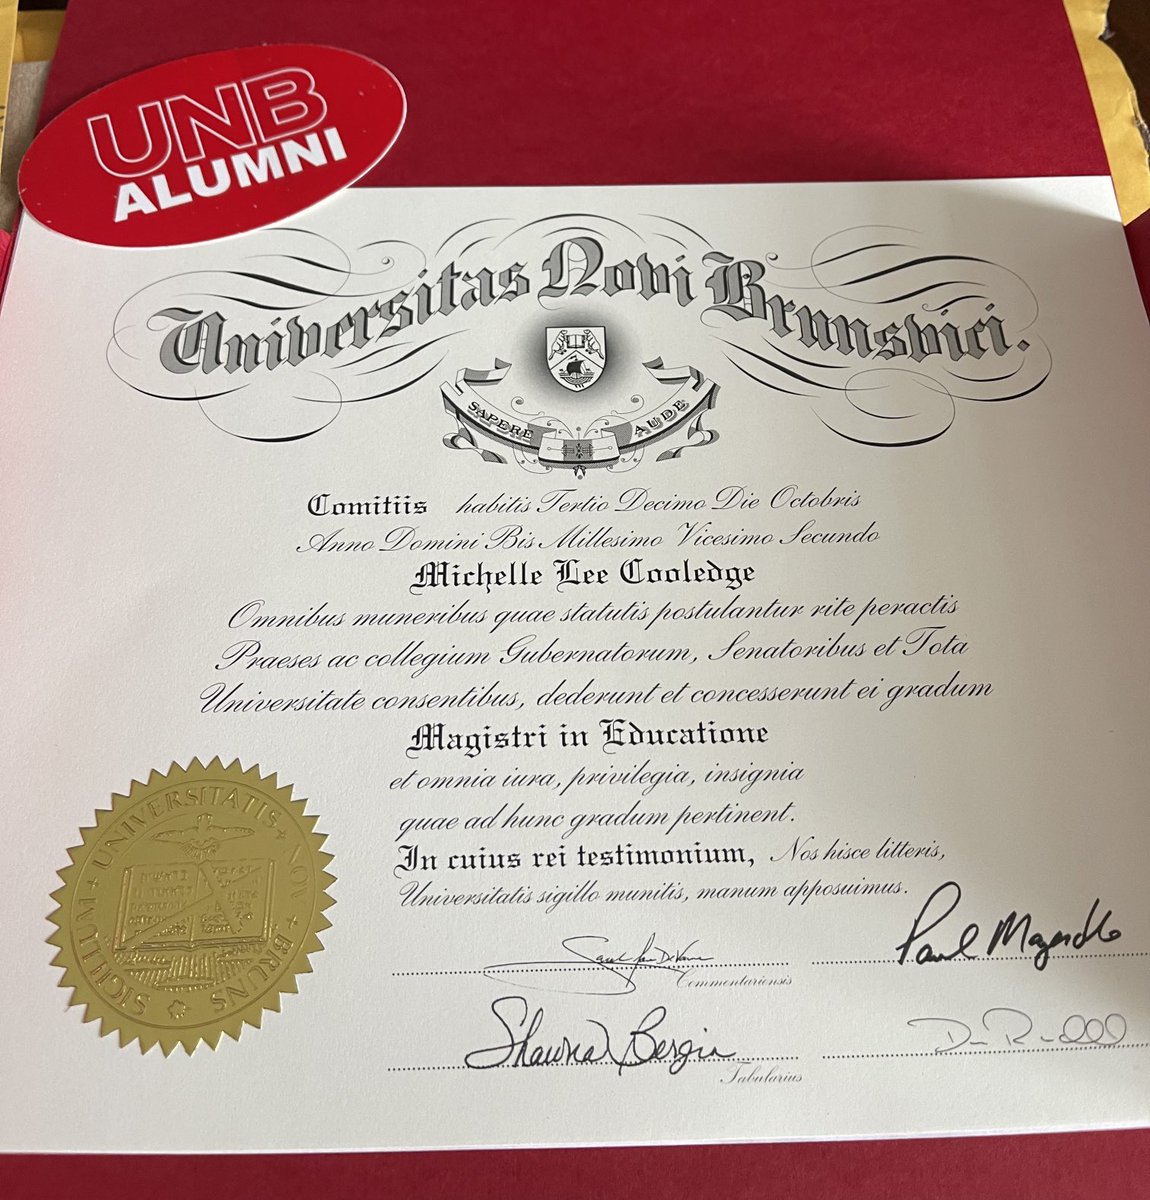 UNB
ALUMNI
Universitas Novi Brunsvici.
SAPERE AUDE
Comitiis habitis Tertio Decimo Die Octobris
Anno Domini Bis Millesimo Vicesimo Secundo
Michelle Lee Cooledge
Omnibus muneribus quae statutis postulantur rite peractis
Praeses ac collegium Gubernatorum, Senatoribus et Tota
Universitate consentibus, dederunt et concesserunt ei gradum
Magistri in Educatione
et omnia iura, privilegia, insignia
quae ad hunc gradum pertinent.
In cuius rei testimonium, Nos hisce litteris,
Universitatis sigillo munitis, manum apposuimus.
SIGILLUM UNIVERSITATIS NOV BRUNS
Paul
Commentariensis
Shawna Bergin
Tabularius